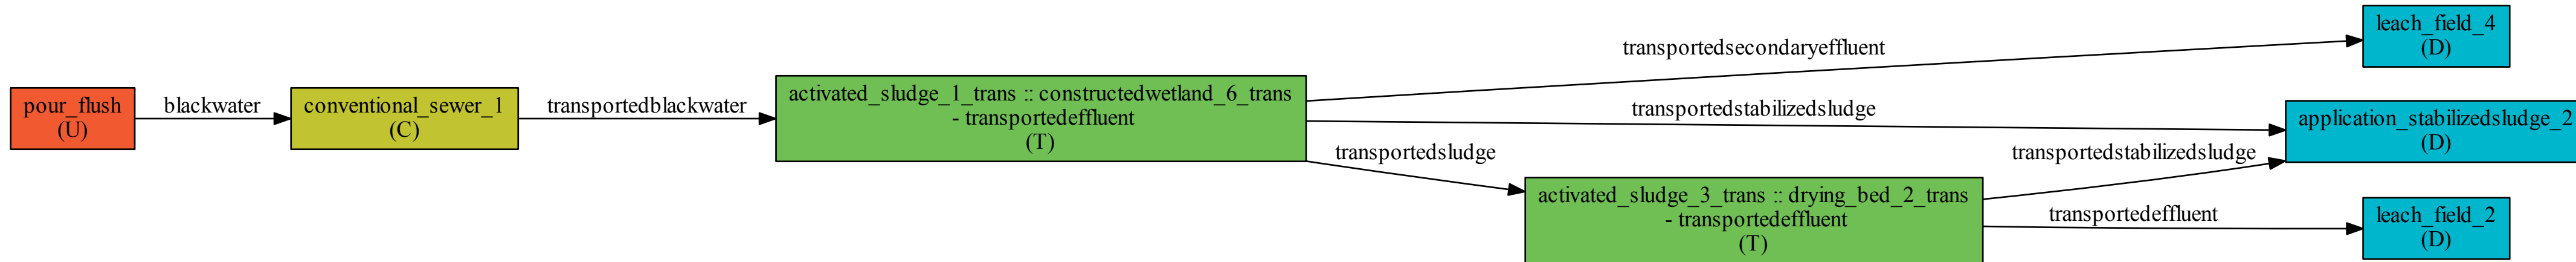 pour_flush
(U)
blackwater
conventional_sewer_1
(C)
transportedblackwater
activated_sludge_1_trans :: constructedwetland_6_trans
- transportedeffluent
(T)
transportedsecondaryeffluent
transportedstabilizedsludge
transportedsludge
activated_sludge_3_trans :: drying_bed_2_trans
- transportedeffluent
(T)
transportedstabilizedsludge
transportedeffluent
leach_field_4
(D)
application_stabilizedsludge_2
(D)
leach_field_2
(D)